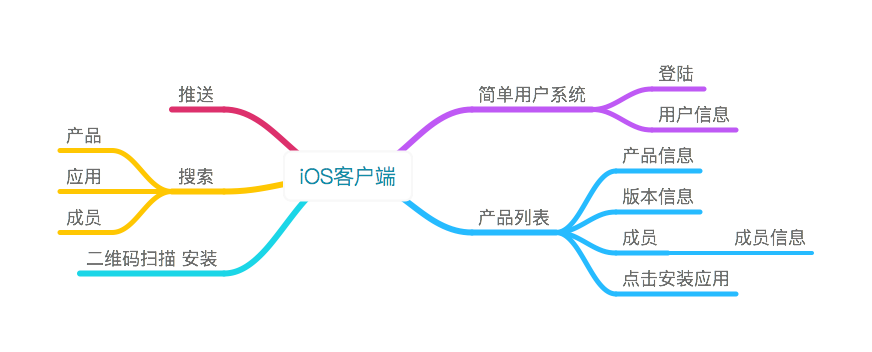 iOS客户端
推送
搜索
产品
应用
成员
二维码扫描 安装
简单用户系统
登陆
用户信息
产品列表
产品信息
版本信息
成员
成员信息
点击安装应用